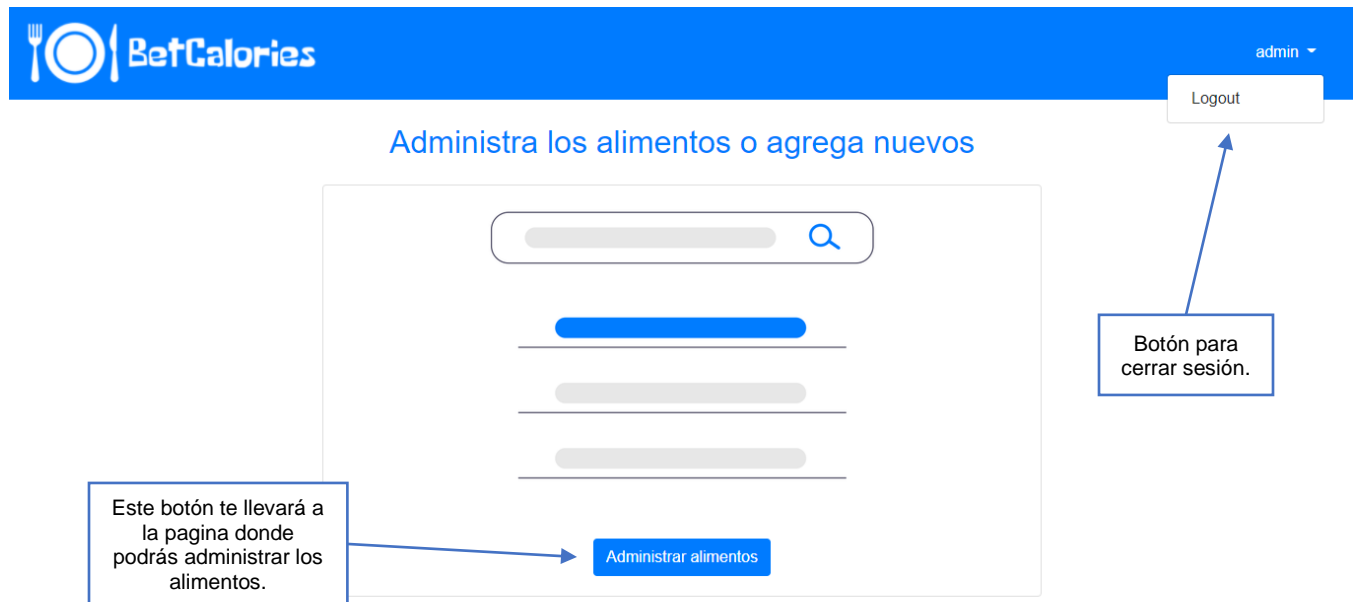 BetCalories
admin
Logout
Administra los alimentos o agrega nuevos
Botón para
cerrar sesión.
Este botón te llevará a
la pagina donde
podrás administrar los
alimentos.
Administrar alimentos